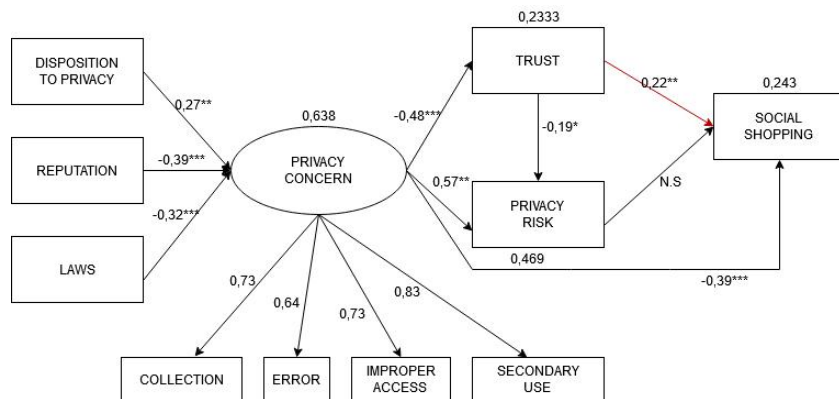 0,2333
DISPOSITION
TO PRIVACY
TRUST
0,22**
0,243
0,27**
0,638
-0,48***
SOCIAL
SHOPPING
-0,19*
REPUTATION
-0,39***
PRIVACY
CONCERN
0,57**
N.S
PRIVACY
RISK
-0,32***
LAWS
0,469
-0,39***
0,73
0,64
0,73
0,83
COLLECTION
ERROR
IMPROPER
ACCESS
SECONDARY
USE